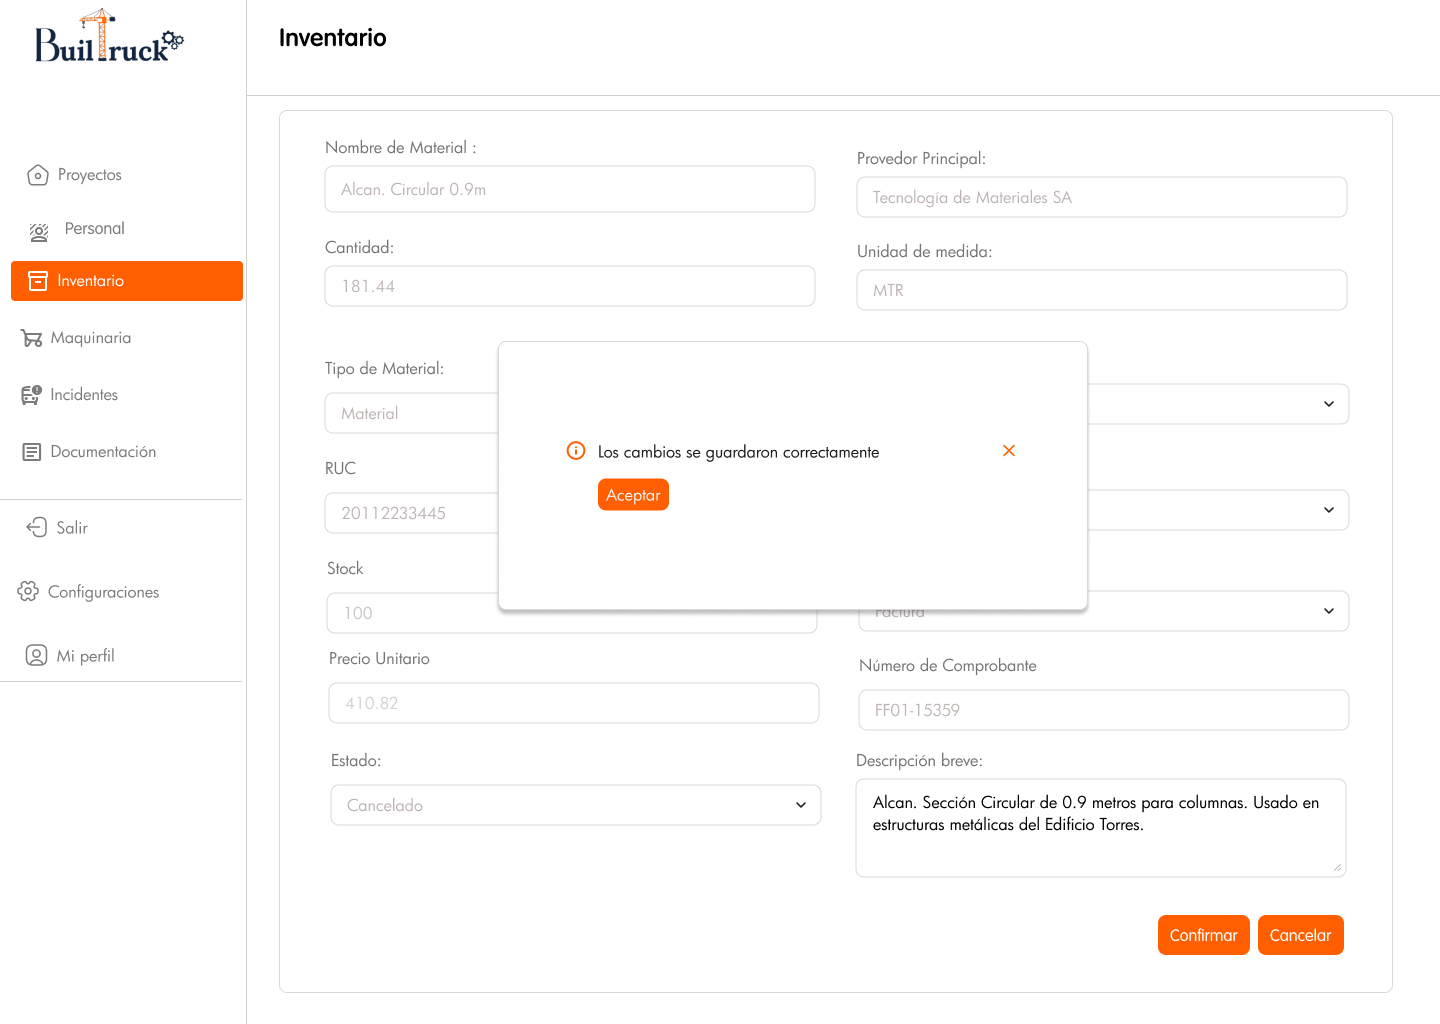 BuilTruck
Inventario
Proyectos
Personal
Inventario
Maquinaria
Incidentes
Documentación
Salir
Configuraciones
Mi perfil
Nombre de Material :
Alcan. Circular 0.9m
Provedor Principal:
Tecnología de Materiales SA
Cantidad:
181.44
Unidad de medida:
MTR
Tipo de Material:
Material
RUC
20112233445
Stock
100
Factura
Los cambios se guardaron correctamente
Aceptar
Precio Unitario
410.82
Número de Comprobante
FF01-15359
Estado:
Cancelado
Descripción breve:
Alcan. Sección Circular de 0.9 metros para columnas. Usado en
estructuras metálicas del Edificio Torres.
Confirmar
Cancelar